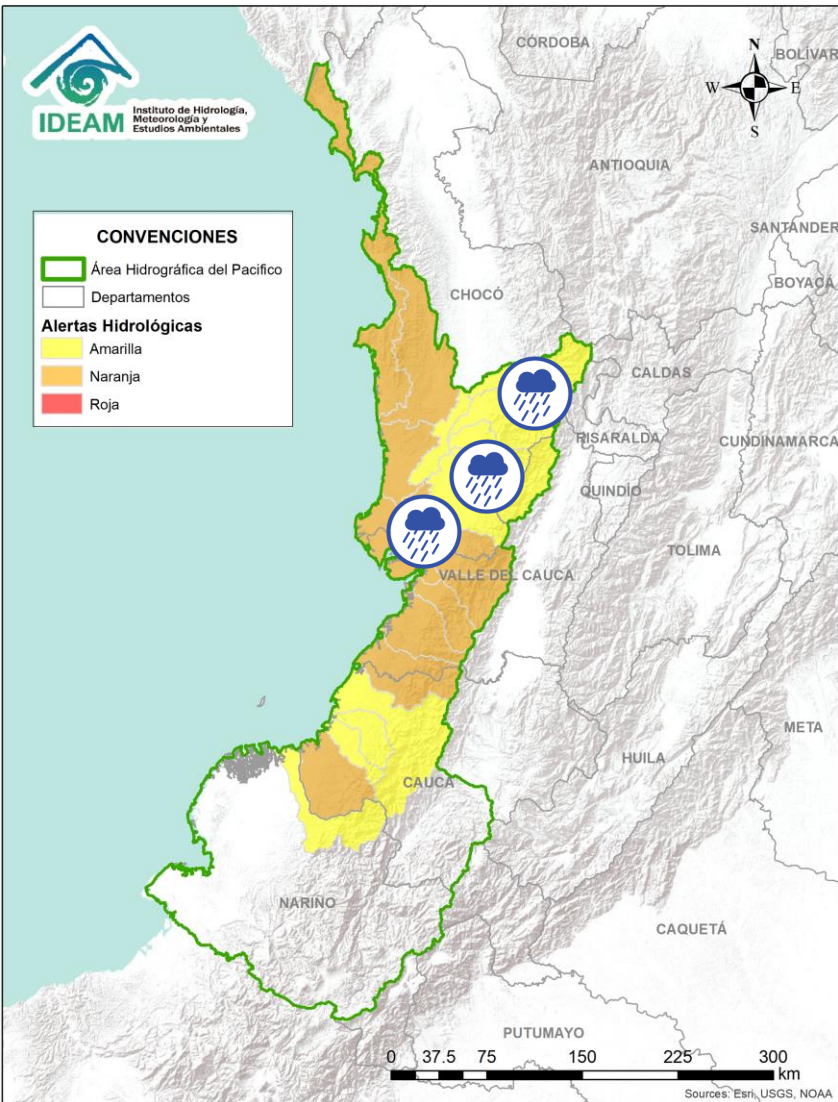 IDEAM
Instituto de Hidrología,
Meteorología y
Estudios Ambientales
N
W
E
S
CÓRDOBA
BOLÍVAR
ANTIOQUIA
SANTANDER
BOYACÁ
CHOCÓ
CALDAS
RISARALDA
CUNDINAMARCA
QUINDÍO
TOLIMA
VALLE DEL CAUCA
META
HUILA
CAUCA
NARIÑO
CAQUETÁ
PUTUMAYO
CONVENCIONES
Área Hidrográfica del Pacifico
Departamentos
Alertas Hidrológicas
Amarilla
Naranja
Roja
0 37.5 75 150 225 300
km
Sources: Esri, USGS, NOAA